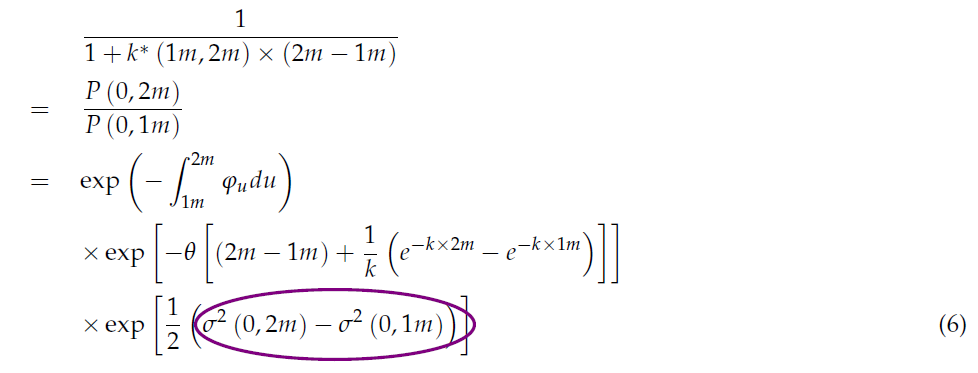 1
1 + k* (1m, 2m) × (2m − 1m)
= P (0, 2m)
P (0, 1m)
= exp ( − ∫_{1m}^{2m} φ_u du )
× exp [ −θ [ (2m − 1m) + 1/k ( e^{−k×2m} − e^{−k×1m} ) ] ]
× exp [ 1/2 ( σ² (0, 2m) − σ² (0, 1m) ) ] (6)